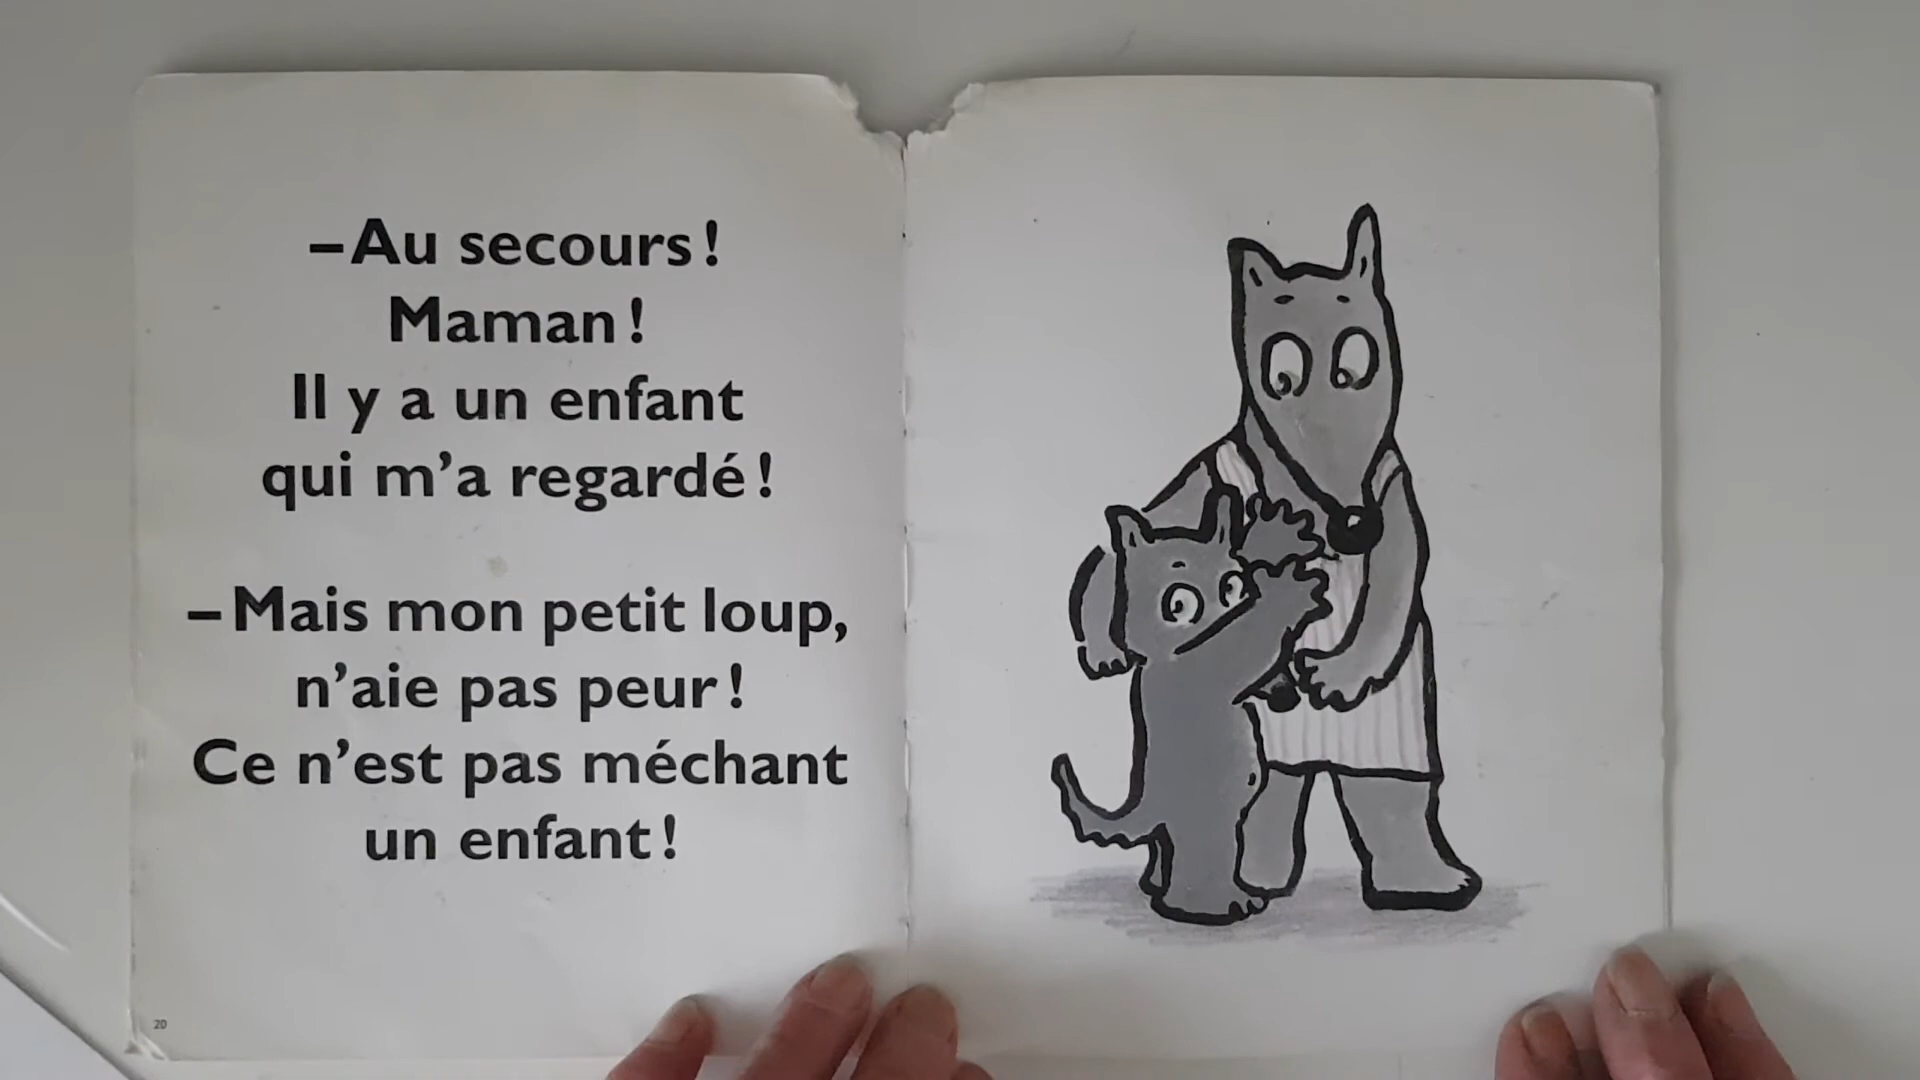 –Au secours !
Maman !
Il y a un enfant
qui m’a regardé !
–Mais mon petit loup,
n’aie pas peur !
Ce n’est pas méchant
un enfant !
20